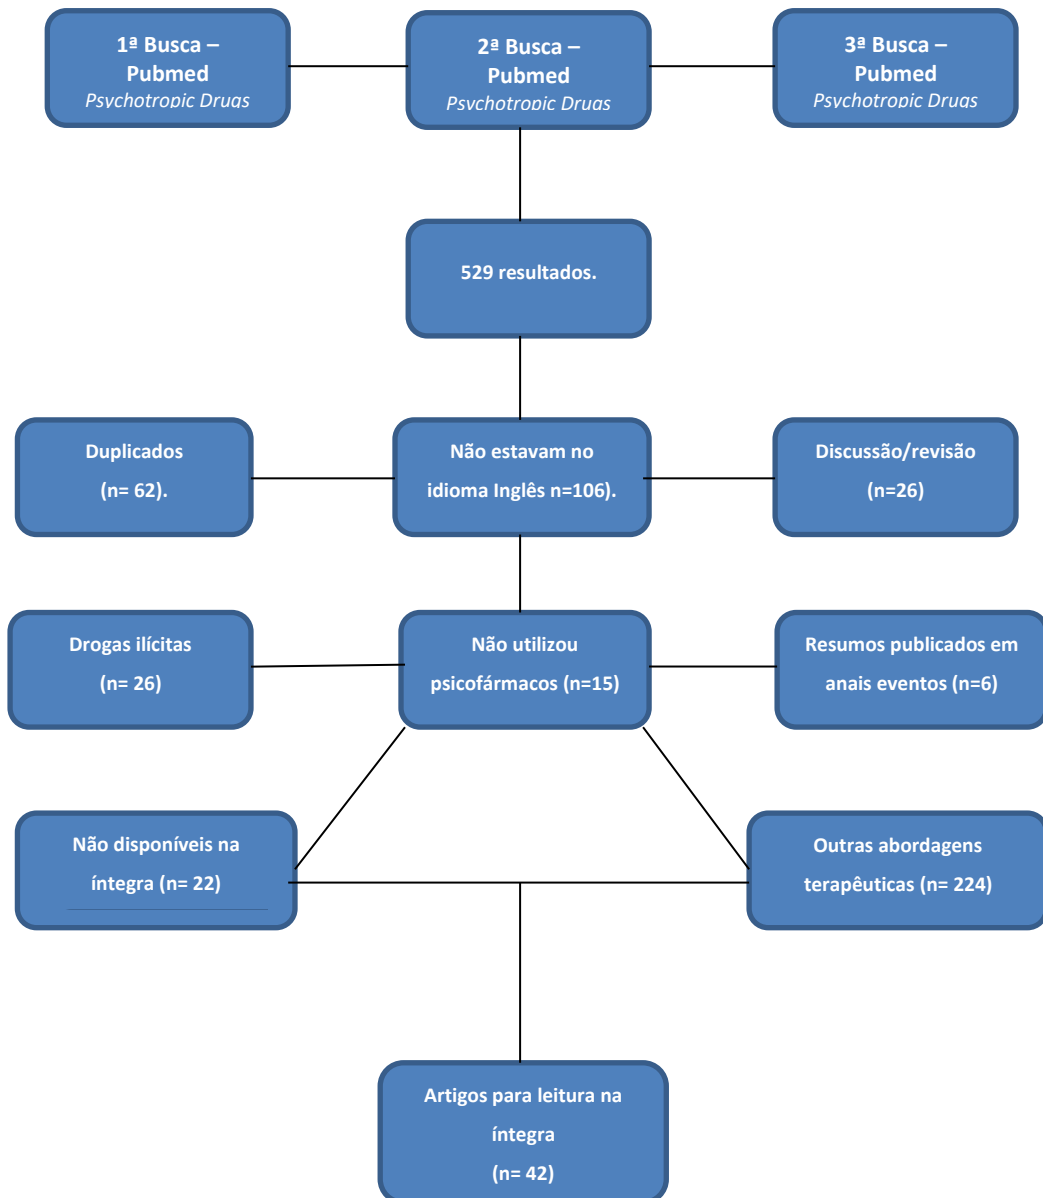 1ª Busca –
Pubmed
Psychotropic Drugs
2ª Busca –
Pubmed
Psychotropic Drugs
3ª Busca –
Pubmed
Psychotropic Drugs
529 resultados.
Duplicados
(n= 62).
Não estavam no
idioma Inglês n=106).
Discussão/revisão
(n=26)
Drogas ilícitas
(n= 26)
Não utilizou
psicofármacos (n=15)
Resumos publicados em
anais eventos (n=6)
Não disponíveis na
íntegra (n= 22)
Outras abordagens
terapêuticas (n= 224)
Artigos para leitura na
íntegra
(n= 42)